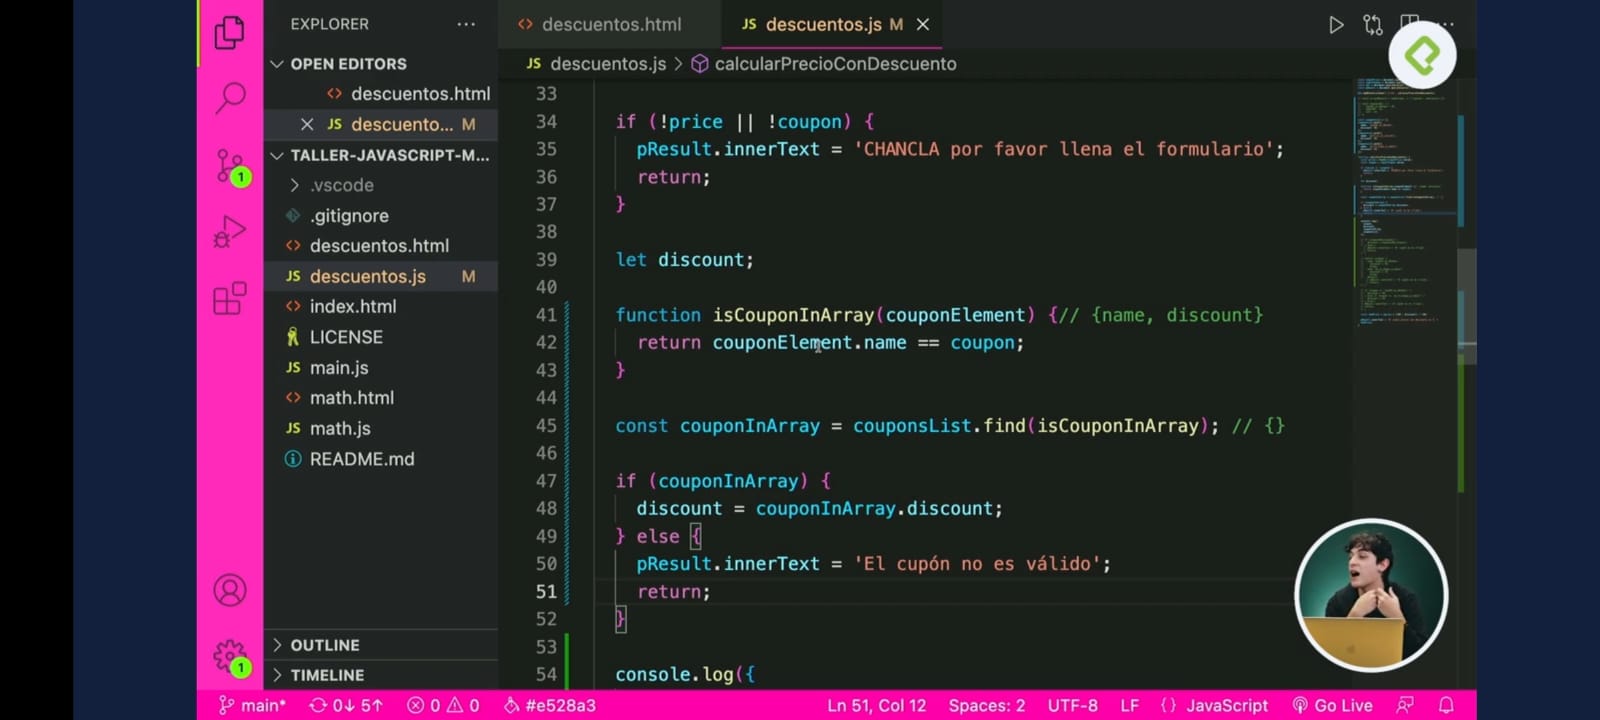 EXPLORER
OPEN EDITORS
descuentos.html
descuento... M
TALLER-JAVASCRIPT-M...
.vscode
.gitignore
descuentos.html
JS descuentos.js M
index.html
LICENSE
JS main.js
math.html
JS math.js
README.md
OUTLINE
TIMELINE
descuentos.html
JS descuentos.js M
JS descuentos.js > calcularPrecioConDescuento
33
34 if (!price || !coupon) {
35 pResult.innerText = 'CHANCLA por favor llena el formulario';
36 return;
37 }
38
39 let discount;
40
41 function isCouponInArray(couponElement) {// {name, discount}
42 return couponElement.name == coupon;
43 }
44
45 const couponInArray = couponsList.find(isCouponInArray); // {}
46
47 if (couponInArray) {
48 discount = couponInArray.discount;
49 } else {
50 pResult.innerText = 'El cupón no es válido';
51 return;
52 }
53
54 console.log({
1
1
main* 0↓ 5↑ 0 0 #e528a3 Ln 51, Col 12 Spaces: 2 UTF-8 LF {} JavaScript Go Live